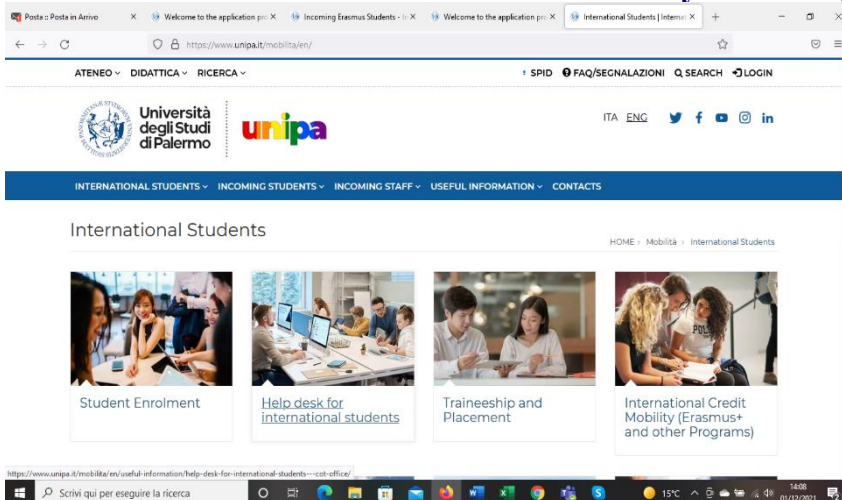 Posta :: Posta in Arrivo
Welcome to the application pro
Incoming Erasmus Students - In
Welcome to the application pro
International Students | Internat
https://www.unipa.it/mobilita/en/
ATENEO DIDATTICA RICERCA
SPID FAQ/SEGNALAZIONI SEARCH LOGIN
Università
degli Studi
di Palermo
unipa
ITA ENG
INTERNATIONAL STUDENTS INCOMING STUDENTS INCOMING STAFF USEFUL INFORMATION CONTACTS
International Students
HOME > Mobilità > International Students
Student Enrolment
Help desk for
international students
Traineeship and
Placement
International Credit
Mobility (Erasmus+
and other Programs)
https://www.unipa.it/mobilita/en/useful-information/help-desk-for-international-students---cot-office/
Scrivi qui per eseguire la ricerca
15°C
14:08
01/12/2021